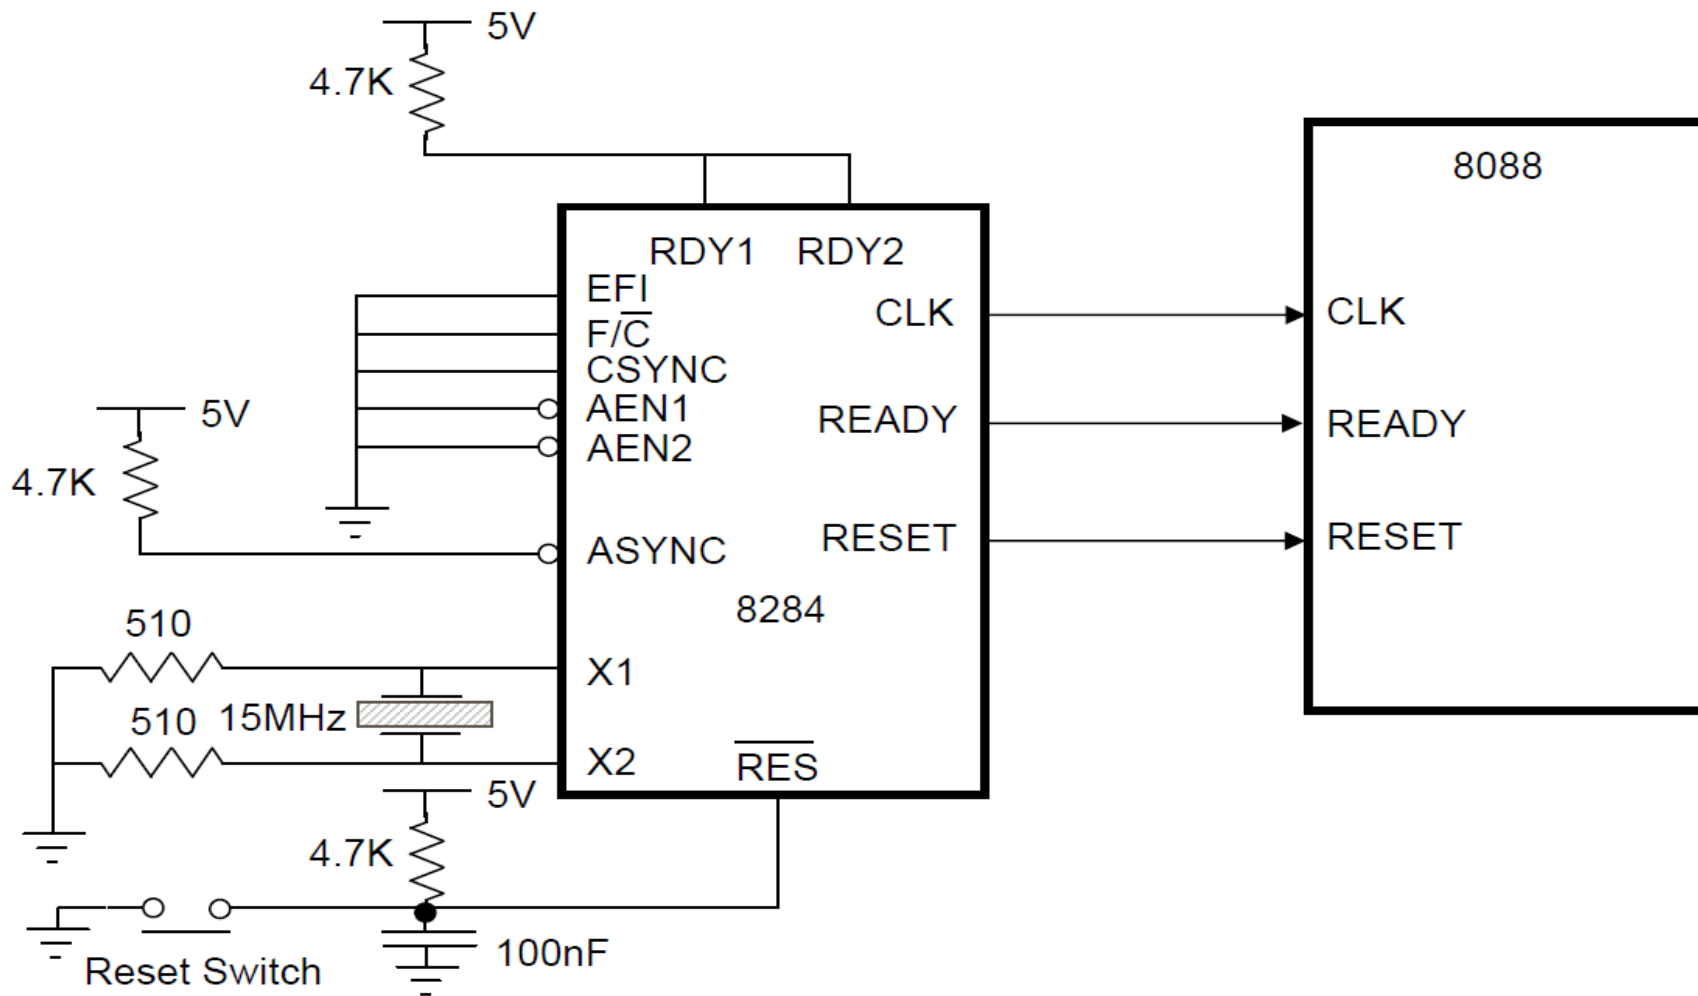 5V
4.7K
8088
RDY1 RDY2
EFI
F/C̅
CLK
CLK
CSYNC
5V
AEN1
READY
READY
AEN2
4.7K
ASYNC
RESET
RESET
8284
510
X1
510
15MHz
X2
R̅E̅S̅
5V
4.7K
100nF
Reset Switch